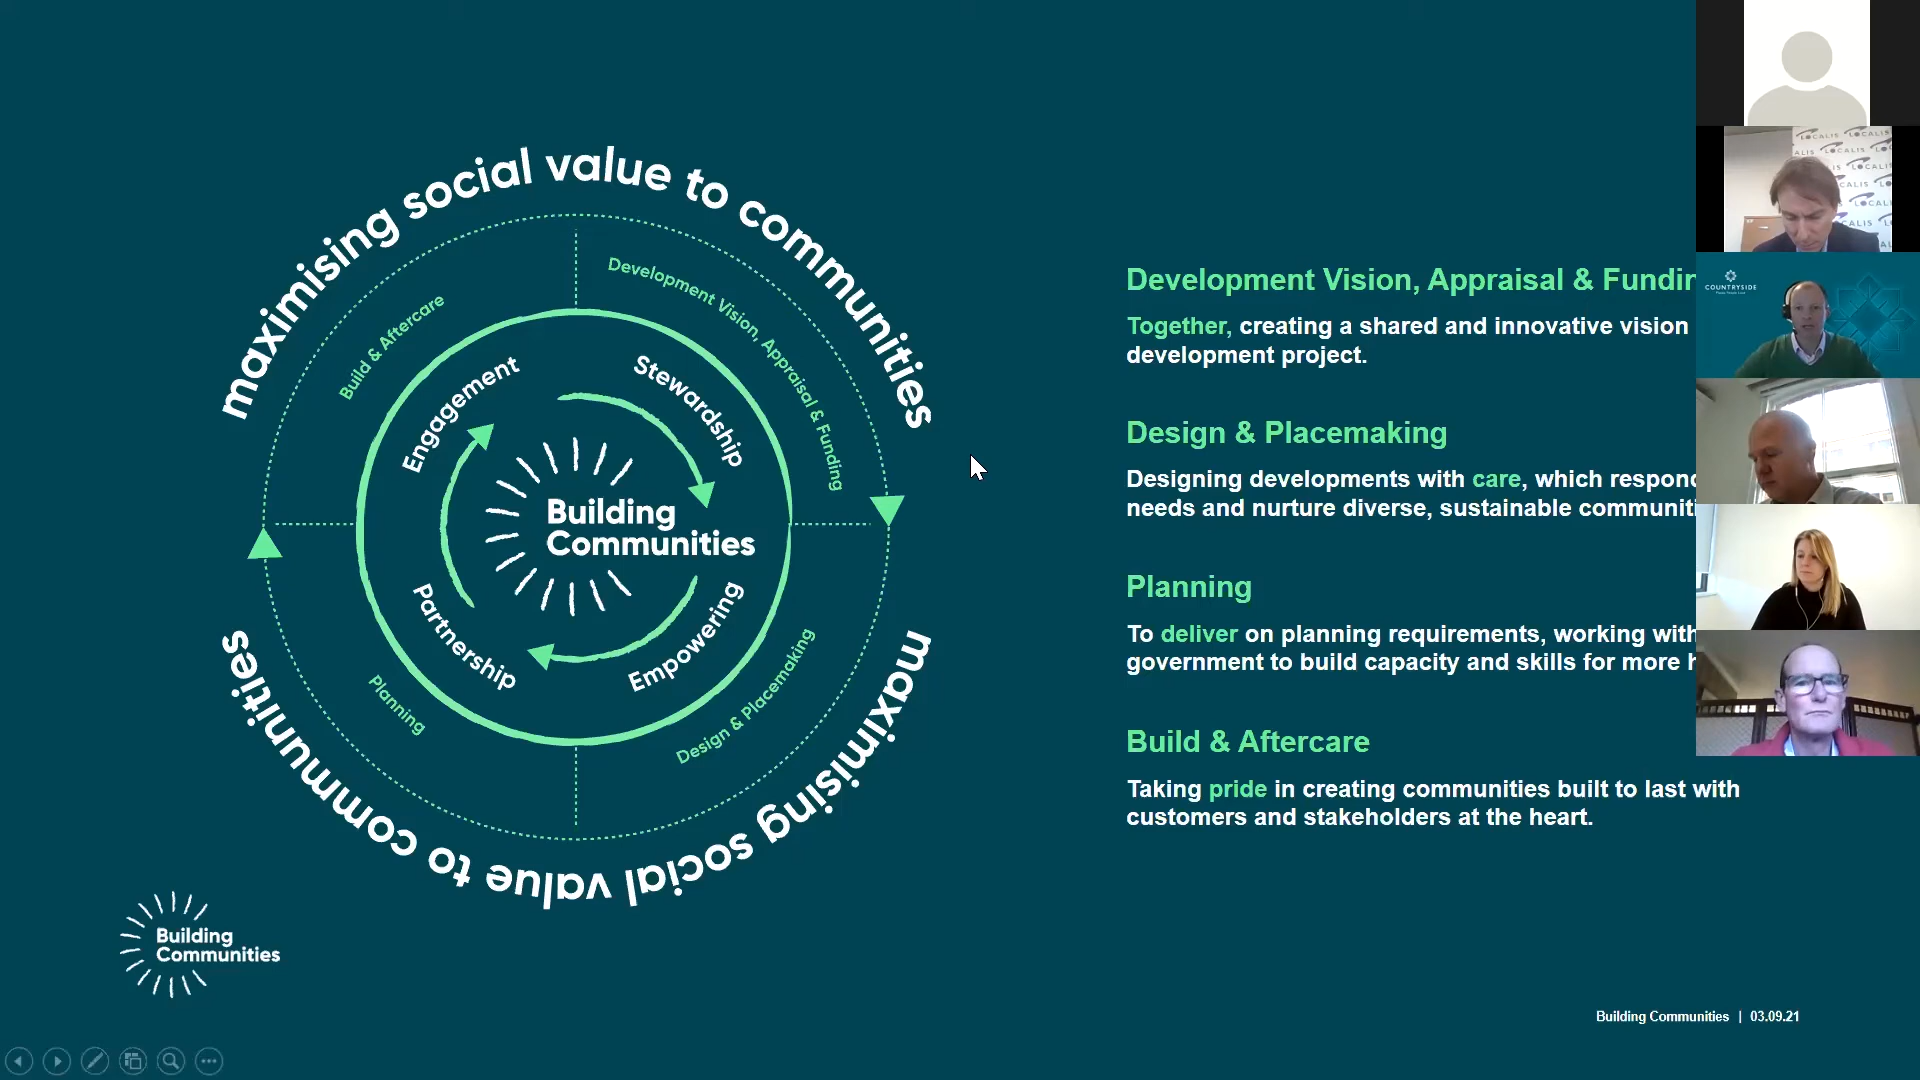 maximising social value to communities
Build & Aftercare
Development Vision, Appraisal & Funding
Engagement
Stewardship
Building
Communities
Partnership
Empowering
Planning
Design & Placemaking
maximising social value to communities
Building
Communities
Development Vision, Appraisal & Fundin
Together, creating a shared and innovative vision
development project.
Design & Placemaking
Designing developments with care, which respond
needs and nurture diverse, sustainable communiti
Planning
To deliver on planning requirements, working with
government to build capacity and skills for more h
Build & Aftercare
Taking pride in creating communities built to last with
customers and stakeholders at the heart.
Building Communities | 03.09.21
LOCALIS
COUNTRYSIDE